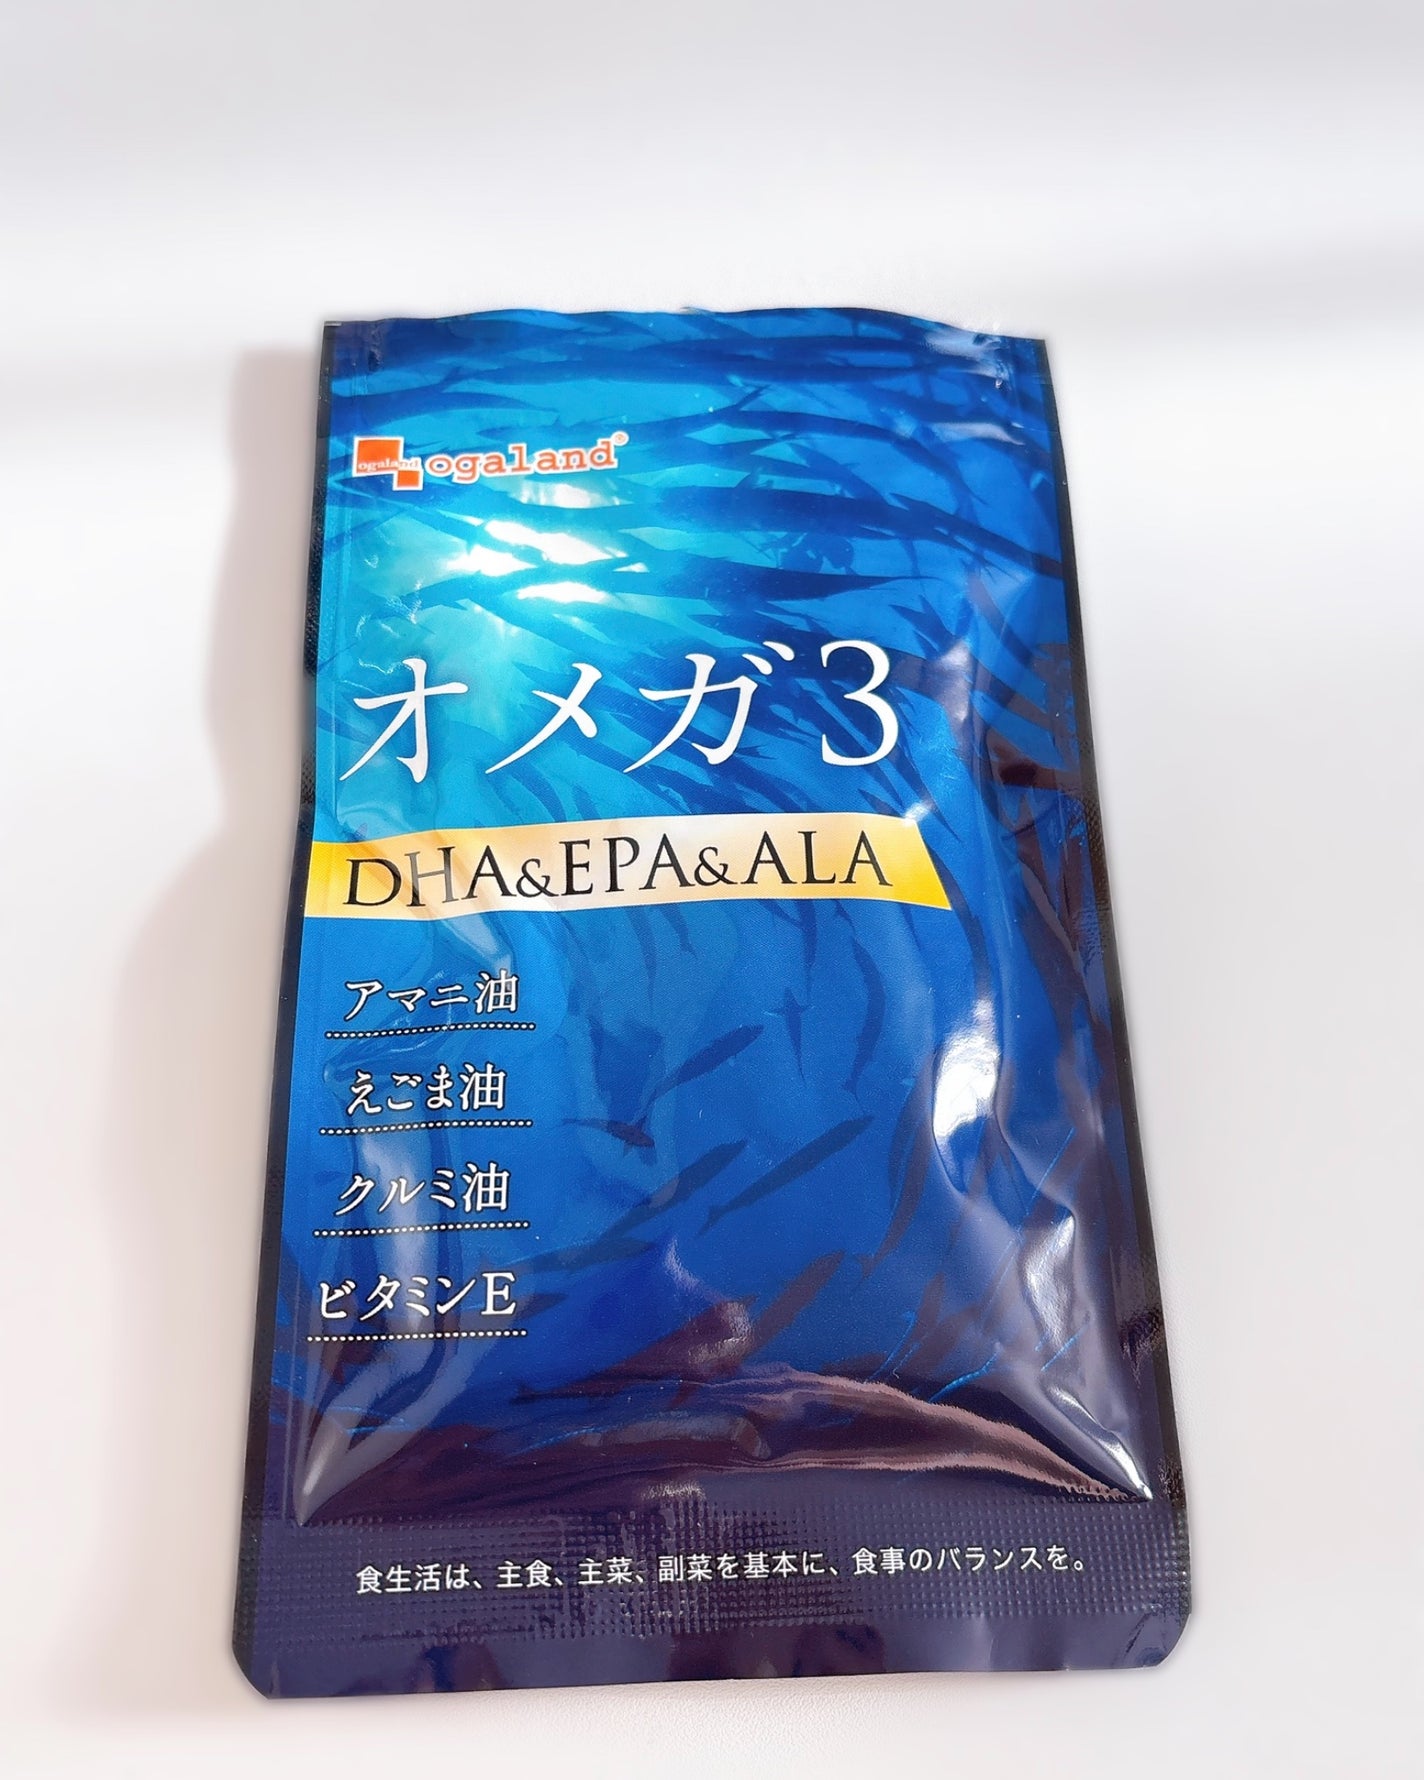 ogaland ogaland®
オメガ3
DHA&EPA&ALA
アマニ油
えごま油
クルミ油
ビタミンE
食生活は、主食、主菜、副菜を基本に、食事のバランスを。